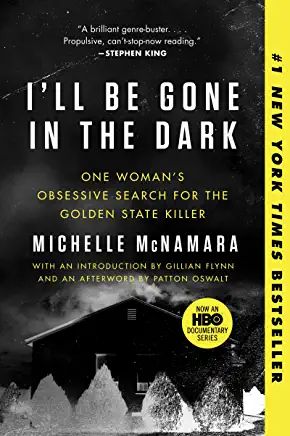 "A brilliant genre-buster. . . .
Propulsive, can't-stop-now reading."
—STEPHEN KING
I'LL BE GONE
IN THE DARK
ONE WOMAN'S
OBSESSIVE SEARCH FOR THE
GOLDEN STATE KILLER
MICHELLE McNAMARA
WITH AN INTRODUCTION BY GILLIAN FLYNN
AND AN AFTERWORD BY PATTON OSWALT
NOW AN
HBO
DOCUMENTARY
SERIES
#1 NEW YORK TIMES BESTSELLER